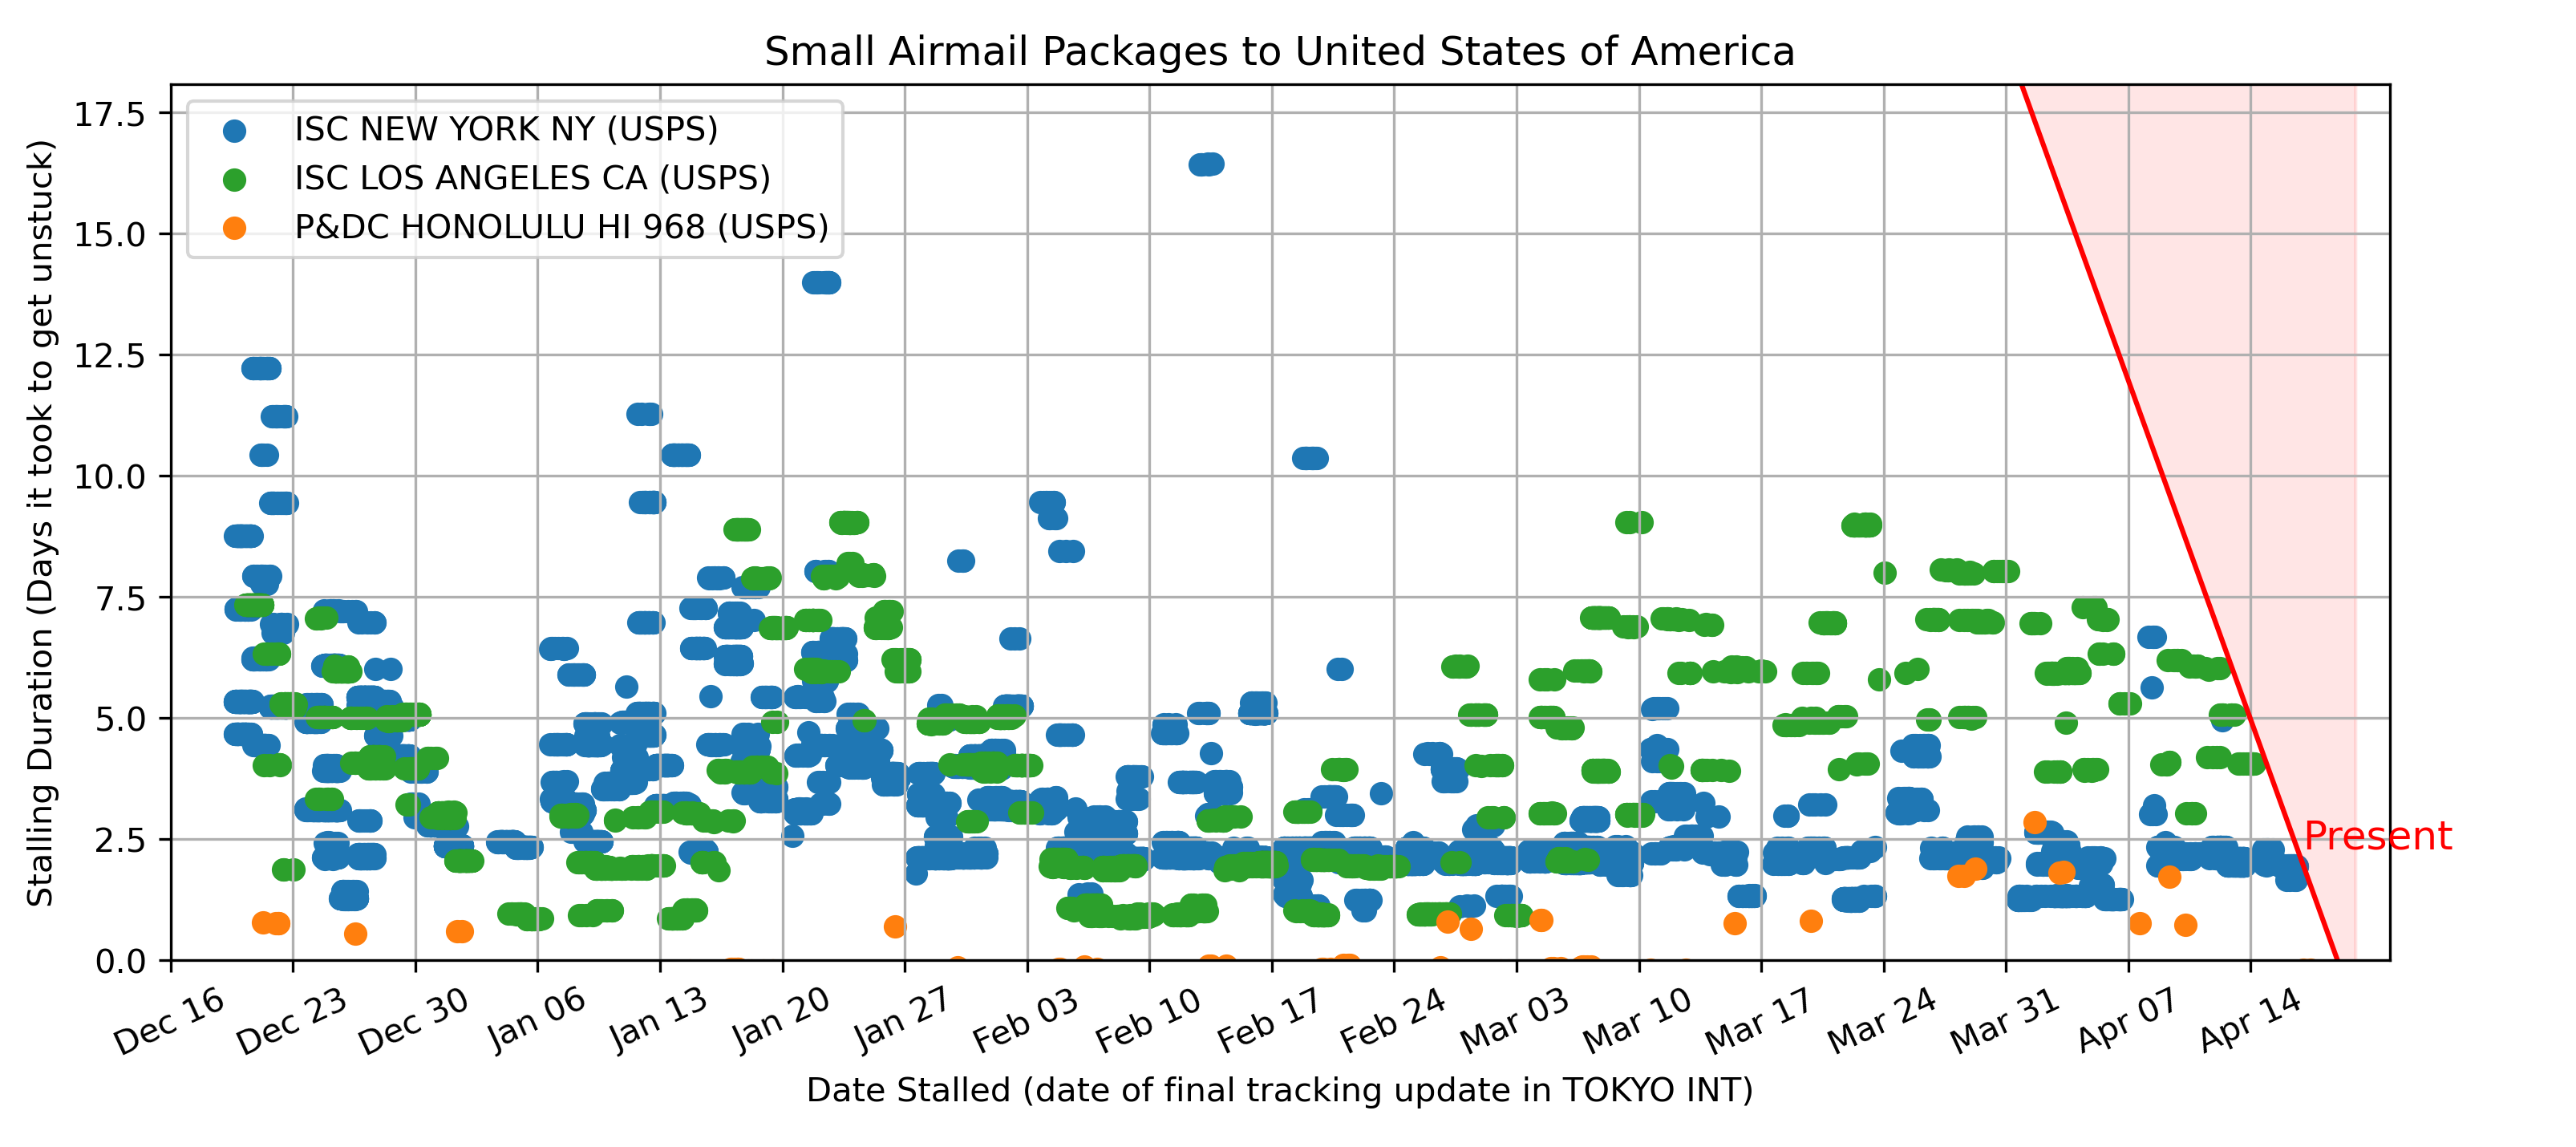 Small Airmail Packages to United States of America
ISC NEW YORK NY (USPS)
ISC LOS ANGELES CA (USPS)
P&DC HONOLULU HI 968 (USPS)
Stalling Duration (Days it took to get unstuck)
17.5
15.0
12.5
10.0
7.5
5.0
2.5
0.0
Present
Dec 16
Dec 23
Dec 30
Jan 06
Jan 13
Jan 20
Jan 27
Feb 03
Feb 10
Feb 17
Feb 24
Mar 03
Mar 10
Mar 17
Mar 24
Mar 31
Apr 07
Apr 14
Date Stalled (date of final tracking update in TOKYO INT)